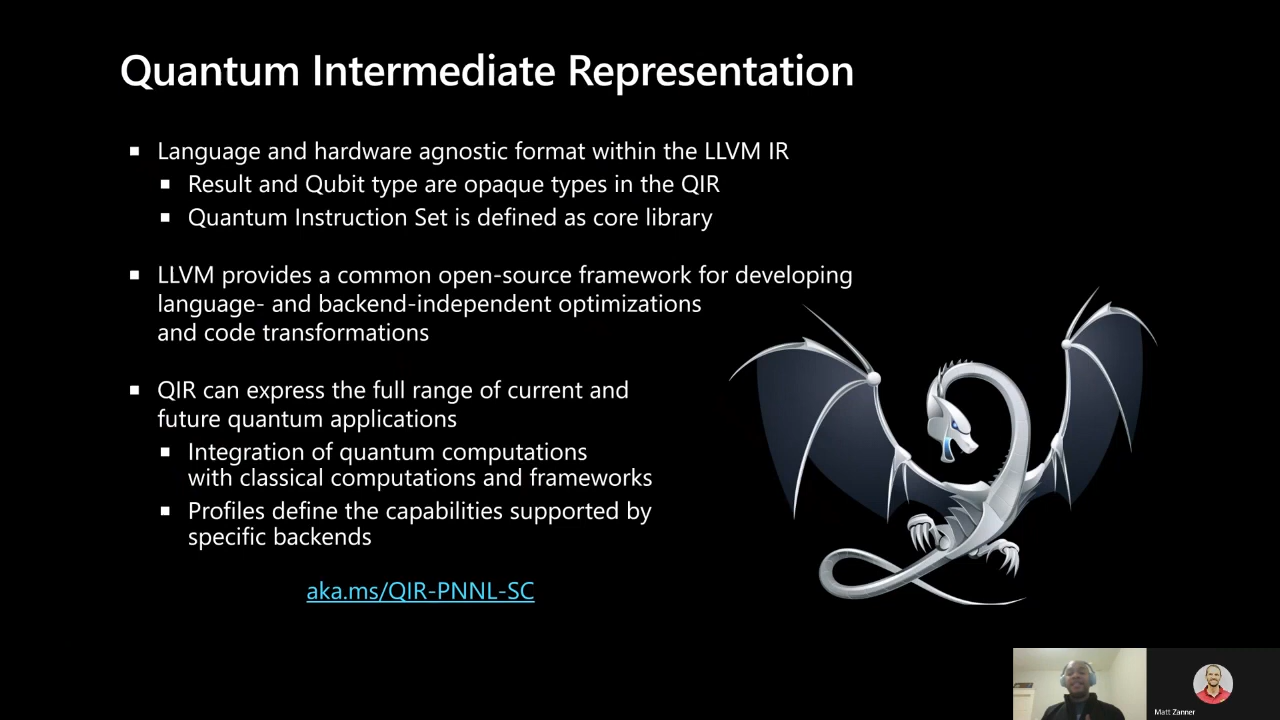 Quantum Intermediate Representation
▪ Language and hardware agnostic format within the LLVM IR
▪ Result and Qubit type are opaque types in the QIR
▪ Quantum Instruction Set is defined as core library
▪ LLVM provides a common open-source framework for developing
language- and backend-independent optimizations
and code transformations
▪ QIR can express the full range of current and
future quantum applications
▪ Integration of quantum computations
with classical computations and frameworks
▪ Profiles define the capabilities supported by
specific backends
aka.ms/QIR-PNNL-SC
Matt Zanner